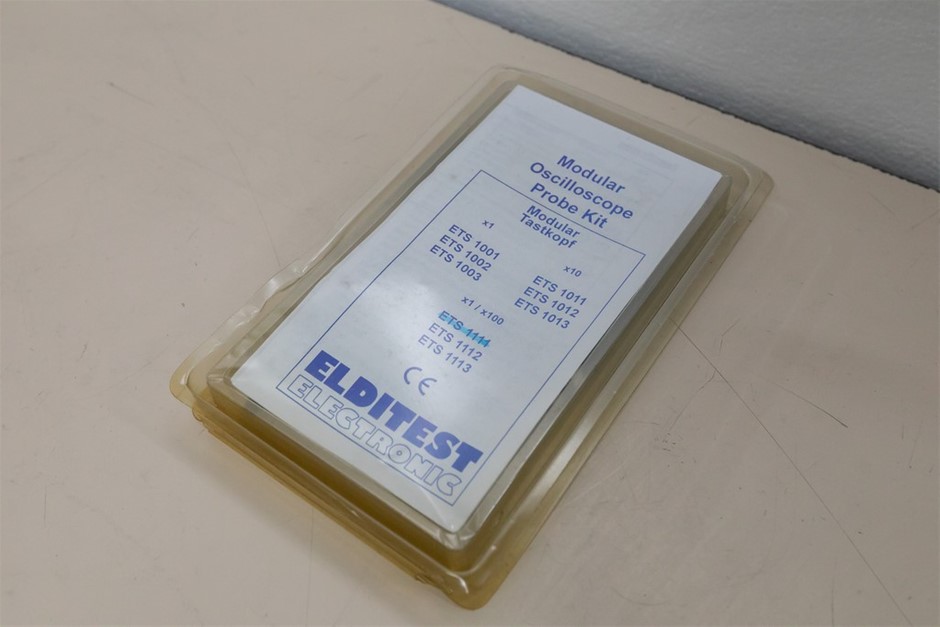 Modular
Oscilloscope
Probe Kit
Modular
Tastkopf
x1
ETS 1001
ETS 1002
ETS 1003
x10
ETS 1011
ETS 1012
ETS 1013
x1 / x100
ETS 1111
ETS 1112
ETS 1113
CE
ELDITEST
ELECTRONIC